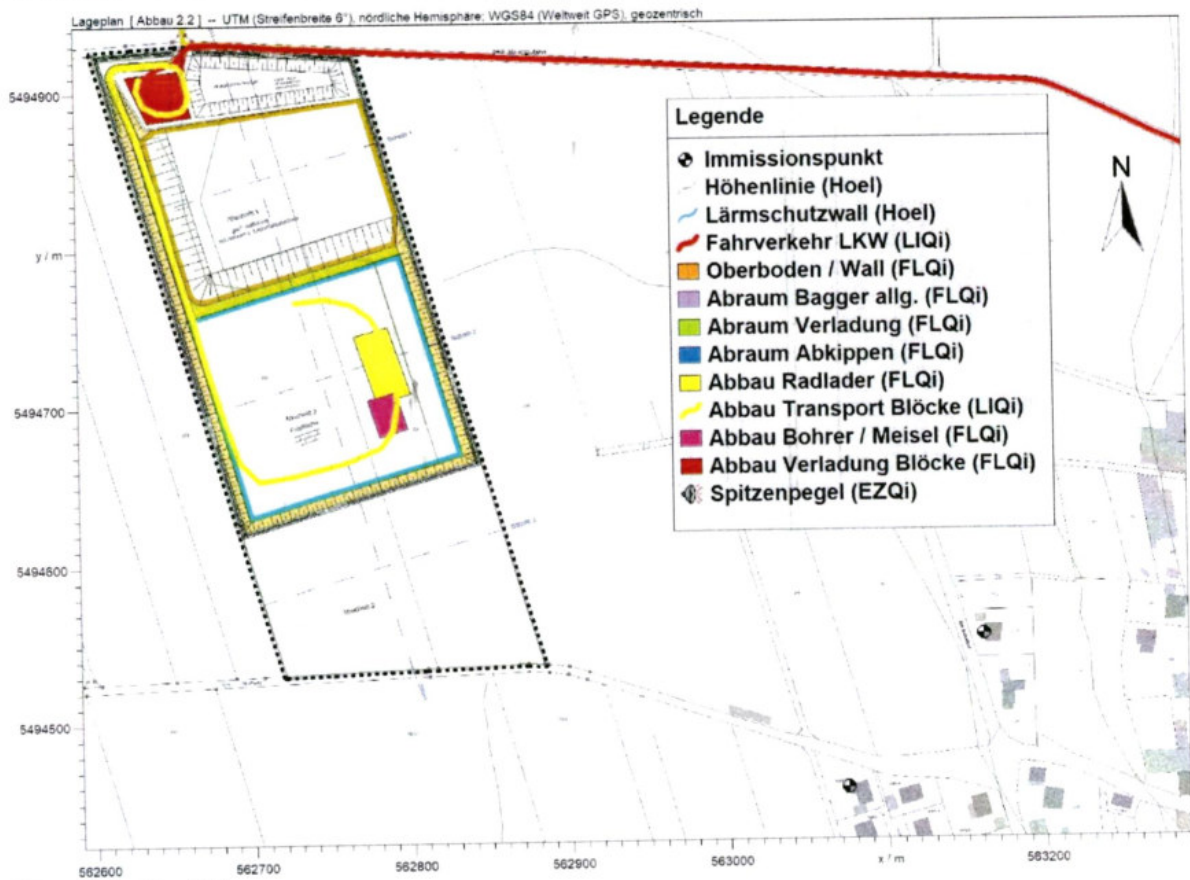 Lageplan [ Abbau 2.2 ] -- UTM (Streifenbreite 6°), nördliche Hemisphäre; WGS84 (Weltweit GPS), geozentrisch
5494900
y / m
5494700
5494600
5494500
562600
562700
562800
562900
563000
x / m
563200
Legende
Immissionspunkt
Höhenlinie (Hoel)
Lärmschutzwall (Hoel)
Fahrverkehr LKW (LIQi)
Oberboden / Wall (FLQi)
Abraum Bagger allg. (FLQi)
Abraum Verladung (FLQi)
Abraum Abkippen (FLQi)
Abbau Radlader (FLQi)
Abbau Transport Blöcke (LIQi)
Abbau Bohrer / Meisel (FLQi)
Abbau Verladung Blöcke (FLQi)
Spitzenpegel (EZQi)
N